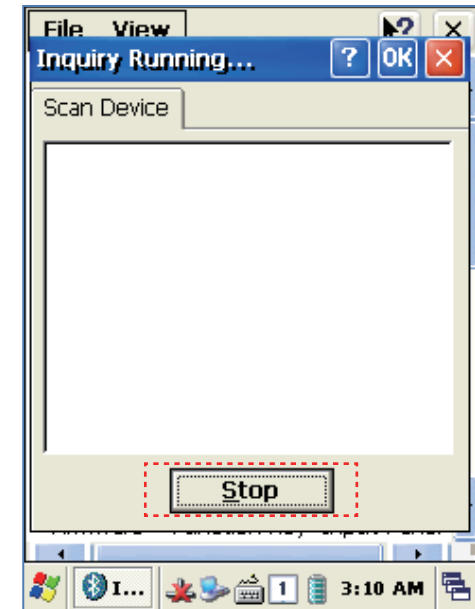 File View
Inquiry Running... ? OK
Scan Device
Stop
I... 1 3:10 AM